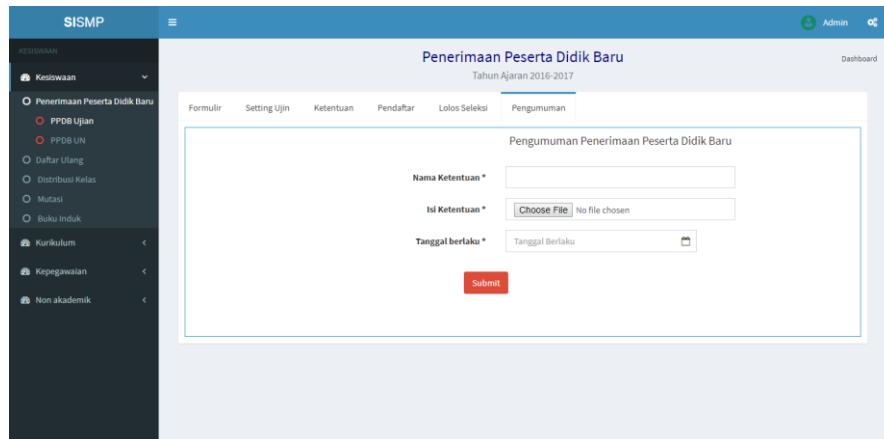 SISMP
Admin
KESISWAAN
Kesiswaan
Penerimaan Peserta Didik Baru
PPDB Ujian
PPDB UN
Daftar Ulang
Distribusi Kelas
Mutasi
Buku Induk
Kurikulum
Kepegawaian
Non akademik
Penerimaan Peserta Didik Baru
Tahun Ajaran 2016-2017
Dashboard
Formulir Setting Ujin Ketentuan Pendaftar Lolos Seleksi Pengumuman
Pengumuman Penerimaan Peserta Didik Baru
Nama Ketentuan *
Isi Ketentuan * Choose File No file chosen
Tanggal berlaku * Tanggal Berlaku
Submit